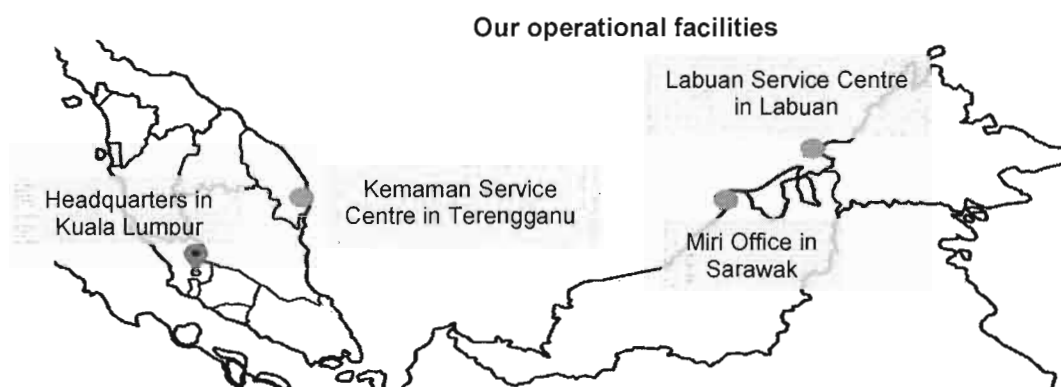 Our operational facilities
Labuan Service Centre
in Labuan
Headquarters in
Kuala Lumpur
Kemaman Service
Centre in Terengganu
Miri Office in
Sarawak